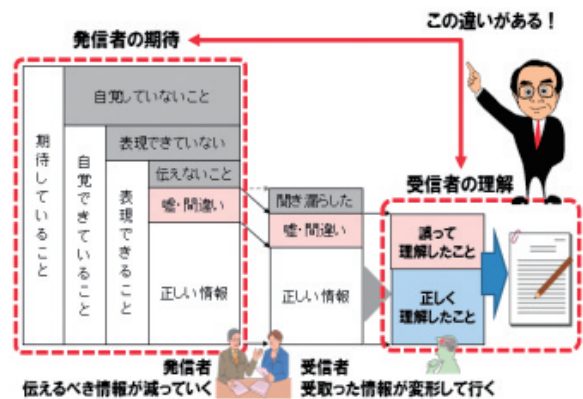 この違いがある！
発信者の期待
自覚していないこと
表現できていない
伝えないこと
嘘・間違い
正しい情報
期待していること
自覚できていること
表現できること
聞き漏らした
嘘・間違い
正しい情報
受信者の理解
誤って
理解したこと
正しく
理解したこと
発信者
伝えるべき情報が減っていく
受信者
受取った情報が変形して行く